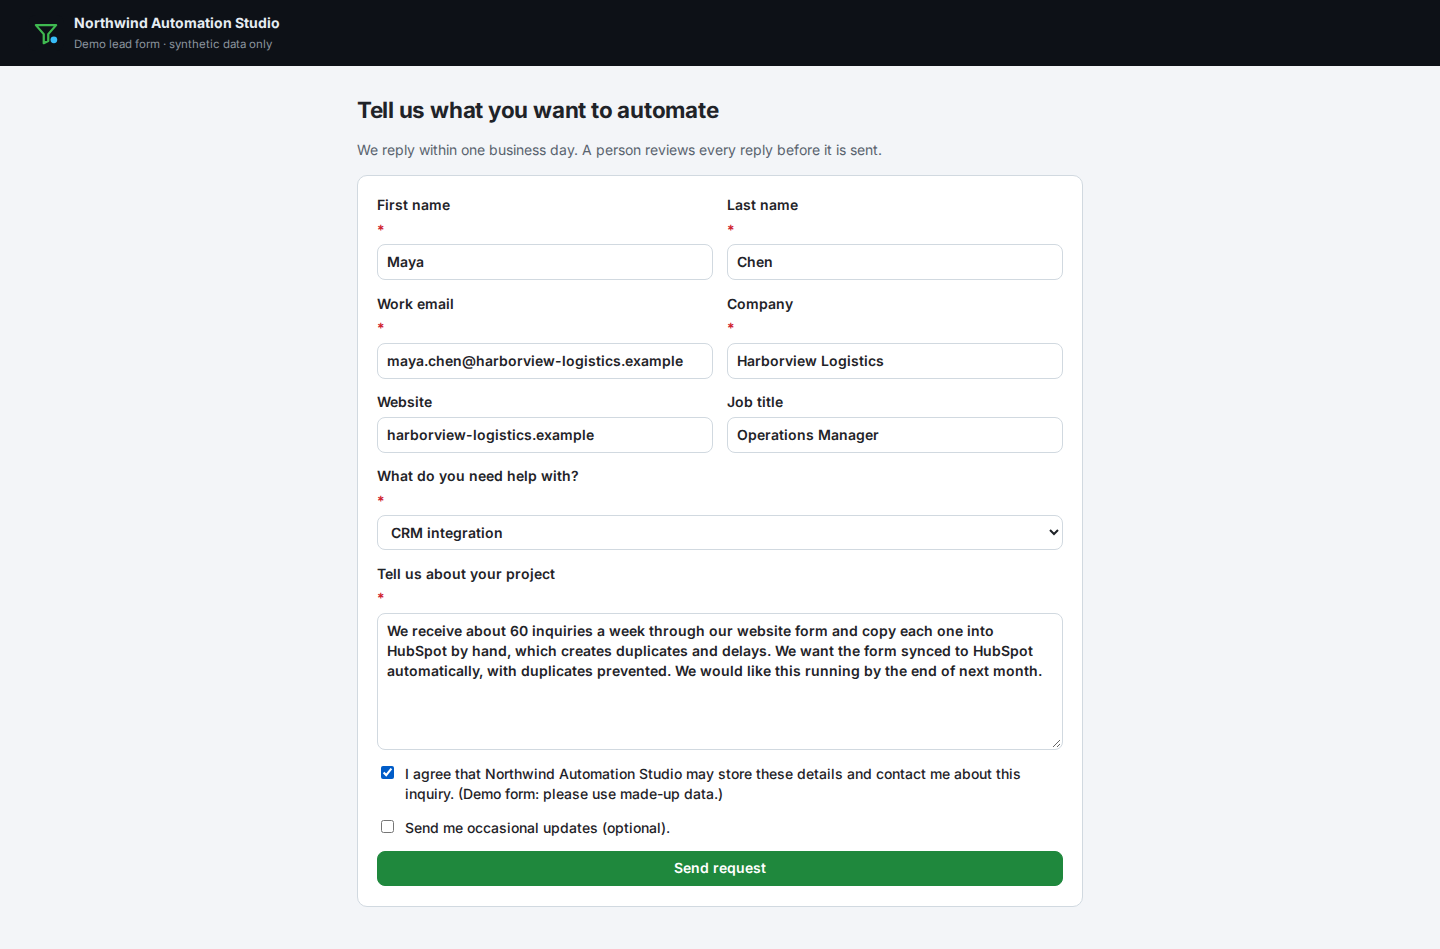 Northwind Automation Studio
Demo lead form · synthetic data only
Tell us what you want to automate
We reply within one business day. A person reviews every reply before it is sent.
First name
*
Maya
Last name
*
Chen
Work email
*
maya.chen@harborview-logistics.example
Company
*
Harborview Logistics
Website
harborview-logistics.example
Job title
Operations Manager
What do you need help with?
*
CRM integration
Tell us about your project
*
We receive about 60 inquiries a week through our website form and copy each one into
HubSpot by hand, which creates duplicates and delays. We want the form synced to HubSpot
automatically, with duplicates prevented. We would like this running by the end of next month.
I agree that Northwind Automation Studio may store these details and contact me about this
inquiry. (Demo form: please use made-up data.)
Send me occasional updates (optional).
Send request